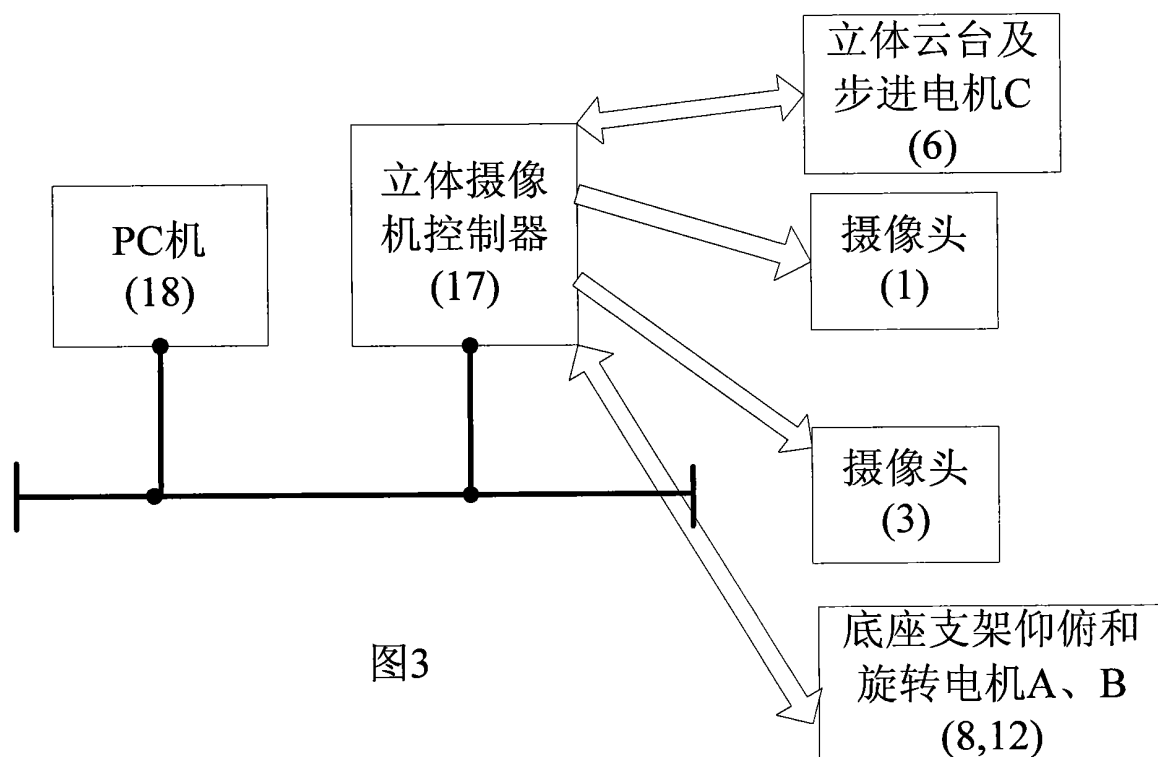 立体云台及
步进电机C
(6)
立体摄像
机控制器
(17)
PC机
(18)
摄像头
(1)
摄像头
(3)
底座支架仰俯和
旋转电机A、B
(8,12)
图3